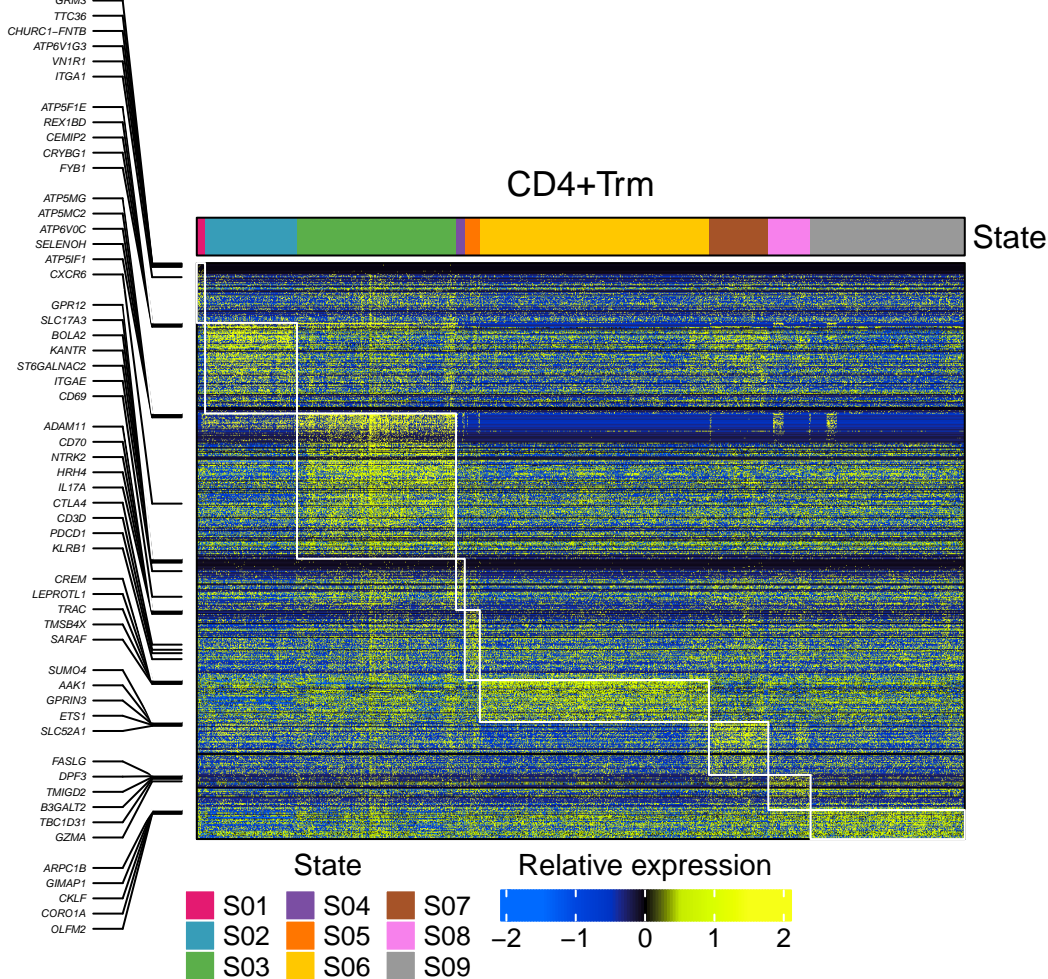 GRM3
TTC36
CHURC1−FNTB
ATP6V1G3
VN1R1
ITGA1
ATP5F1E
REX1BD
CEMIP2
CRYBG1
FYB1
ATP5MG
ATP5MC2
ATP6V0C
SELENOH
ATP5IF1
CXCR6
GPR12
SLC17A3
BOLA2
KANTR
ST6GALNAC2
ITGAE
CD69
ADAM11
CD70
NTRK2
HRH4
IL17A
CTLA4
CD3D
PDCD1
KLRB1
CREM
LEPROTL1
TRAC
TMSB4X
SARAF
SUMO4
AAK1
GPRIN3
ETS1
SLC52A1
FASLG
DPF3
TMIGD2
B3GALT2
TBC1D31
GZMA
ARPC1B
GIMAP1
CKLF
CORO1A
OLFM2
CD4+Trm
State
State
S01 S04 S07
S02 S05 S08
S03 S06 S09
Relative expression
−2 −1 0 1 2